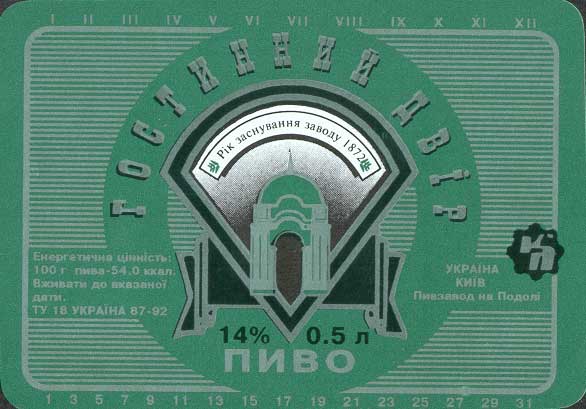 I II III IV V VI VII VIII IX X XI XII
ГОСТИННИЙ ДВІР
Рік заснування заводу 1872
Енергетична цінність:
100 г пива-54.0 ккал.
Вживати до вказаної
дати.
ТУ 18 УКРАЇНА 87-92
КП
УКРАЇНА
КИЇВ
Пивзавод на Подолі
14% 0.5 л
ПИВО
1 3 5 7 9 11 13 15 17 19 21 23 25 27 29 31